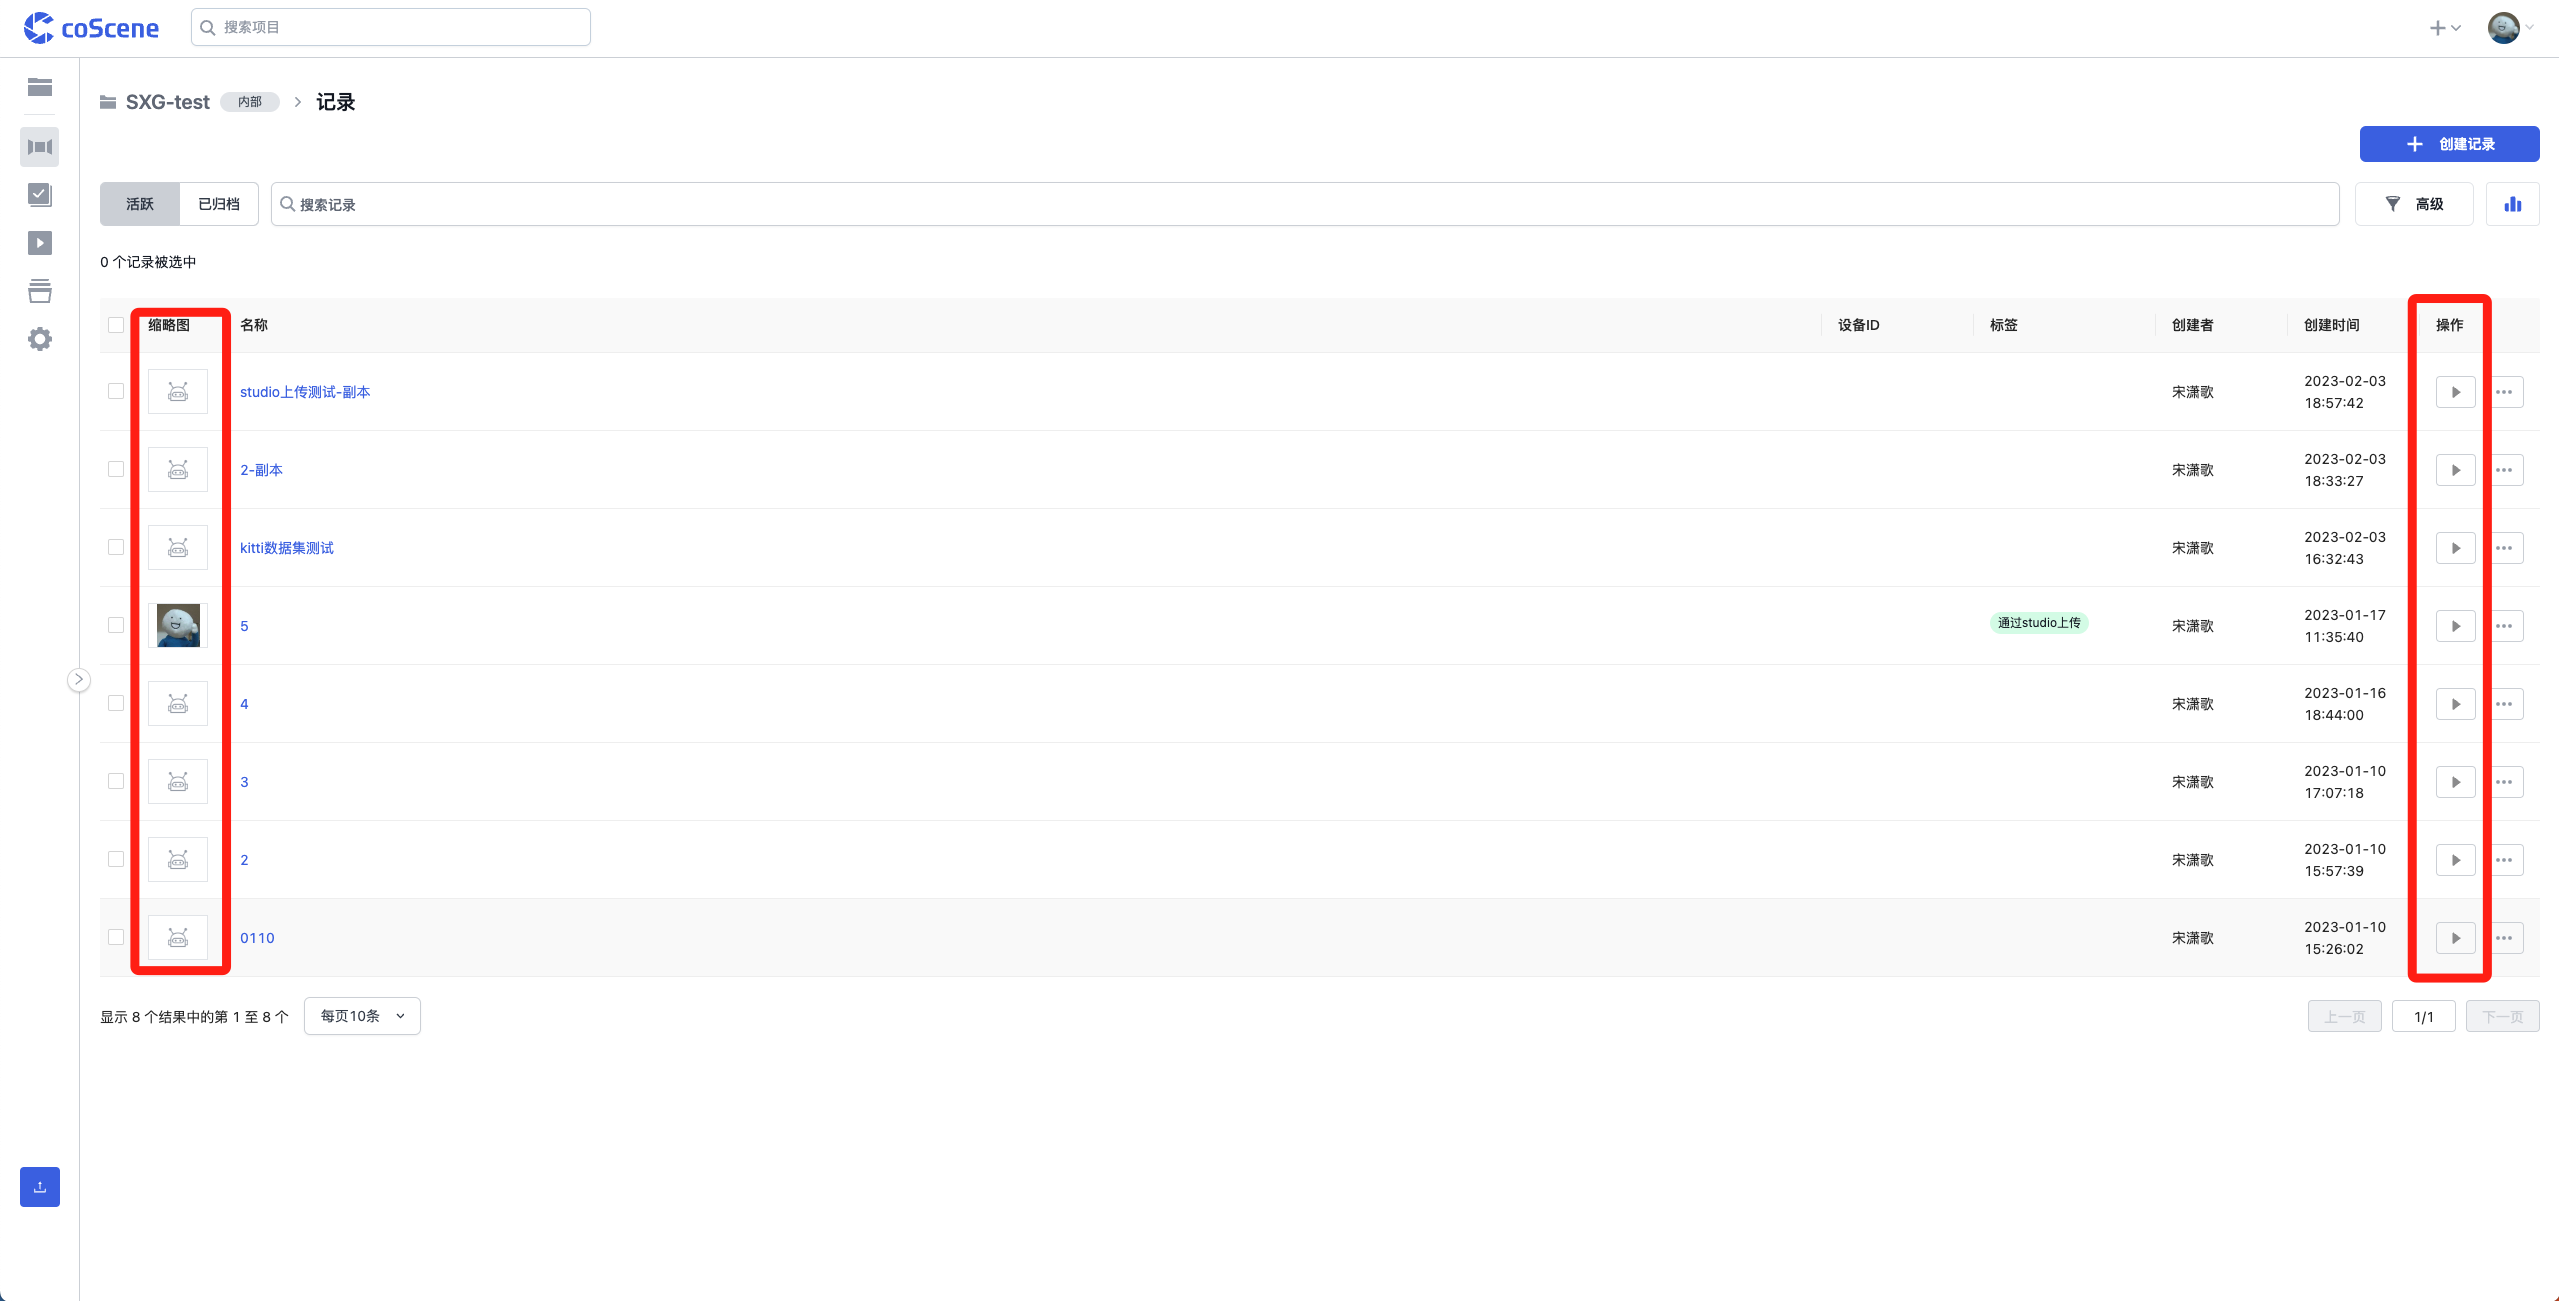 coScene
搜索项目
SXG-test 内部 > 记录
创建记录
活跃 已归档 搜索记录 高级
0 个记录被选中
缩略图 名称 设备ID 标签 创建者 创建时间 操作
studio上传测试-副本 宋潇歌 2023-02-03
18:57:42
2-副本 宋潇歌 2023-02-03
18:33:27
kitti数据集测试 宋潇歌 2023-02-03
16:32:43
5 通过studio上传 宋潇歌 2023-01-17
11:35:40
4 宋潇歌 2023-01-16
18:44:00
3 宋潇歌 2023-01-10
17:07:18
2 宋潇歌 2023-01-10
15:57:39
0110 宋潇歌 2023-01-10
15:26:02
显示 8 个结果中的第 1 至 8 个 每页10条 上一页 1/1 下一页